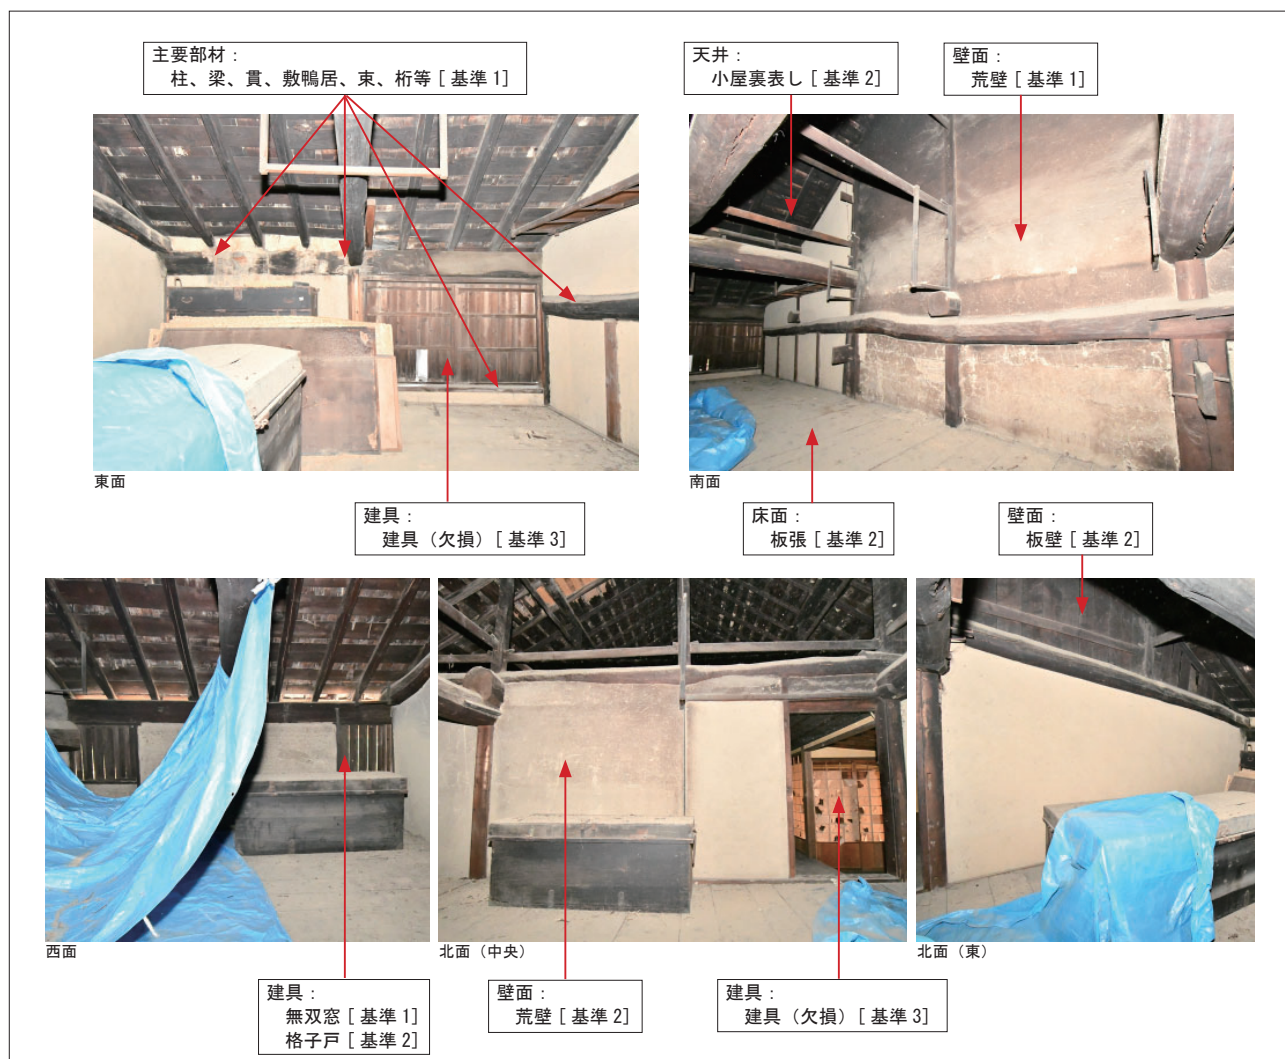 主要部材：
柱、梁、貫、敷鴨居、束、桁等 [ 基準 1]
天井：
小屋裏表し [ 基準 2]
壁面：
荒壁 [ 基準 1]
東面
南面
建具：
建具（欠損）[ 基準 3]
床面：
板張 [ 基準 2]
壁面：
板壁 [ 基準 2]
西面
北面（中央）
北面（東）
建具：
無双窓 [ 基準 1]
格子戸 [ 基準 2]
壁面：
荒壁 [ 基準 2]
建具：
建具（欠損）[ 基準 3]